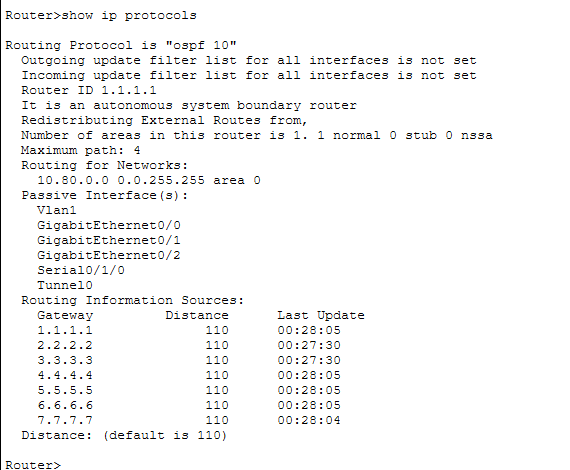 Router>show ip protocols
Routing Protocol is "ospf 10"
Outgoing update filter list for all interfaces is not set
Incoming update filter list for all interfaces is not set
Router ID 1.1.1.1
It is an autonomous system boundary router
Redistributing External Routes from,
Number of areas in this router is 1. 1 normal 0 stub 0 nssa
Maximum path: 4
Routing for Networks:
10.80.0.0 0.0.255.255 area 0
Passive Interface(s):
Vlan1
GigabitEthernet0/0
GigabitEthernet0/1
GigabitEthernet0/2
Serial0/1/0
Tunnel0
Routing Information Sources:
Gateway Distance Last Update
1.1.1.1 110 00:28:05
2.2.2.2 110 00:27:30
3.3.3.3 110 00:27:30
4.4.4.4 110 00:28:05
5.5.5.5 110 00:28:05
6.6.6.6 110 00:28:05
7.7.7.7 110 00:28:04
Distance: (default is 110)
Router>